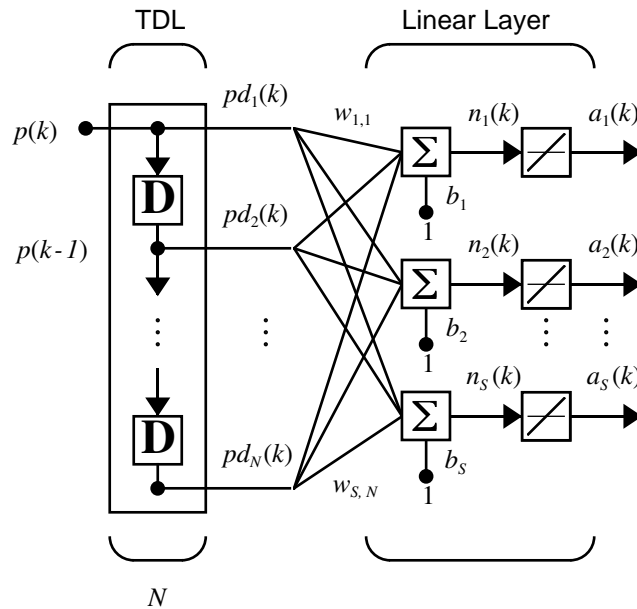 TDL Linear Layer
pd₁(k) w₁,₁ n₁(k) a₁(k)
p(k)
Σ
D b₁
1
pd₂(k) n₂(k) a₂(k)
p(k-1)
Σ
b₂
1
nS(k) aS(k)
Σ
D
pdN(k) bS
wS, N 1
N